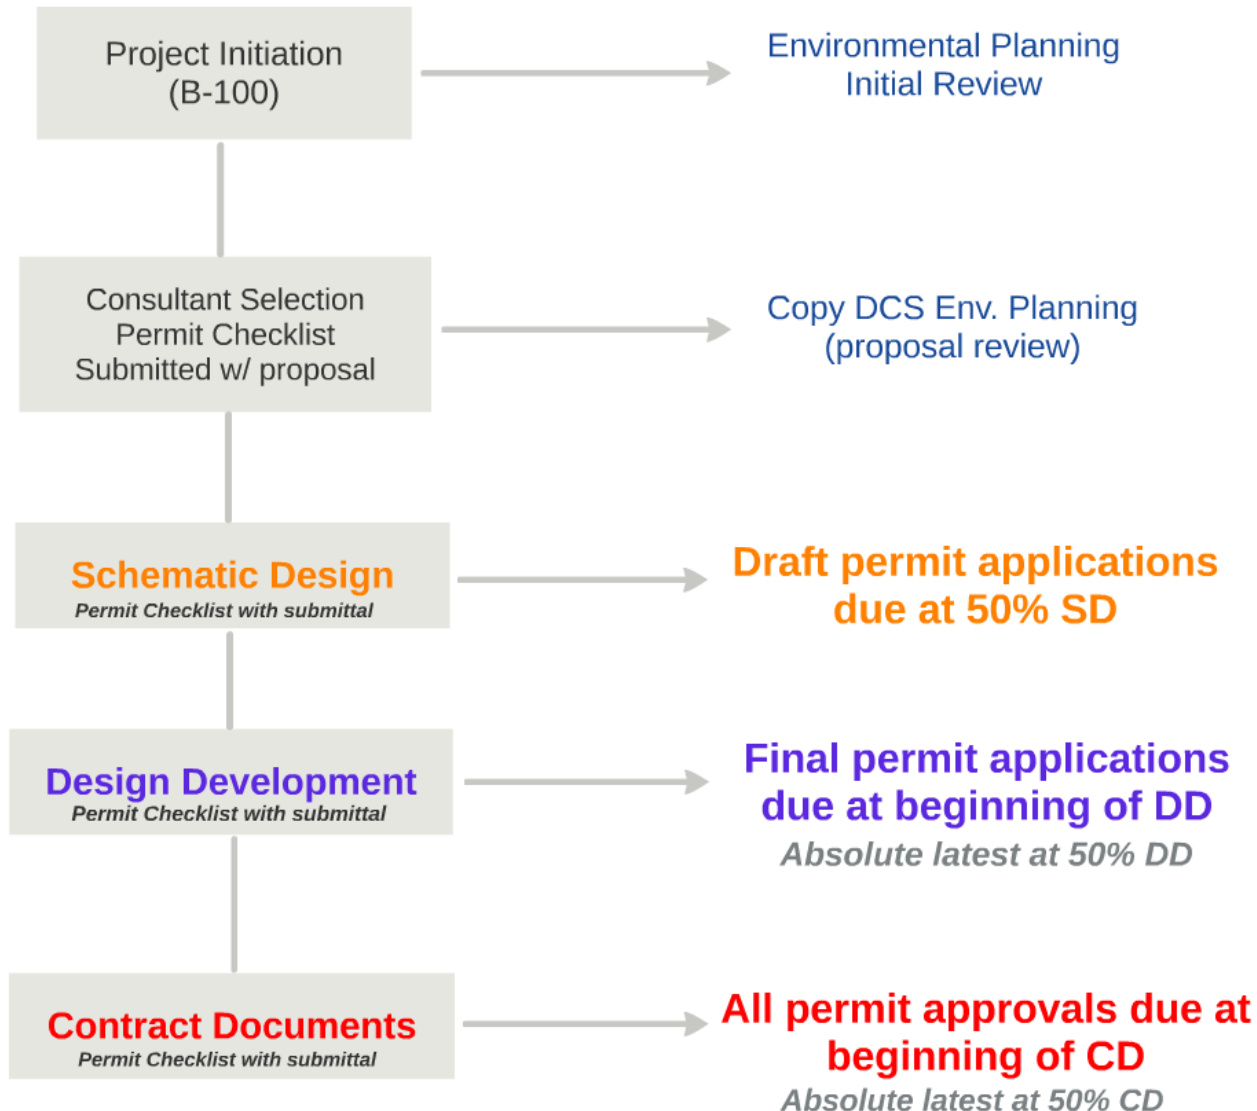 Project Initiation
(B-100)
Environmental Planning
Initial Review
Consultant Selection
Permit Checklist
Submitted w/ proposal
Copy DCS Env. Planning
(proposal review)
Schematic Design
Permit Checklist with submittal
Draft permit applications
due at 50% SD
Design Development
Permit Checklist with submittal
Final permit applications
due at beginning of DD
Absolute latest at 50% DD
Contract Documents
Permit Checklist with submittal
All permit approvals due at
beginning of CD
Absolute latest at 50% CD